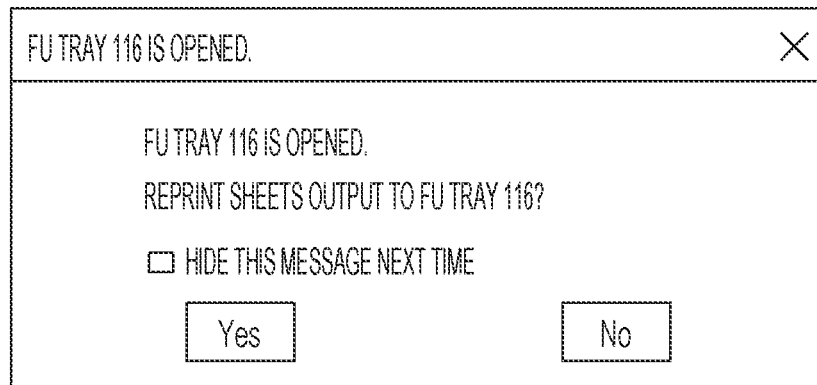 FU TRAY 116 IS OPENED.
FU TRAY 116 IS OPENED.
REPRINT SHEETS OUTPUT TO FU TRAY 116?
HIDE THIS MESSAGE NEXT TIME
Yes No